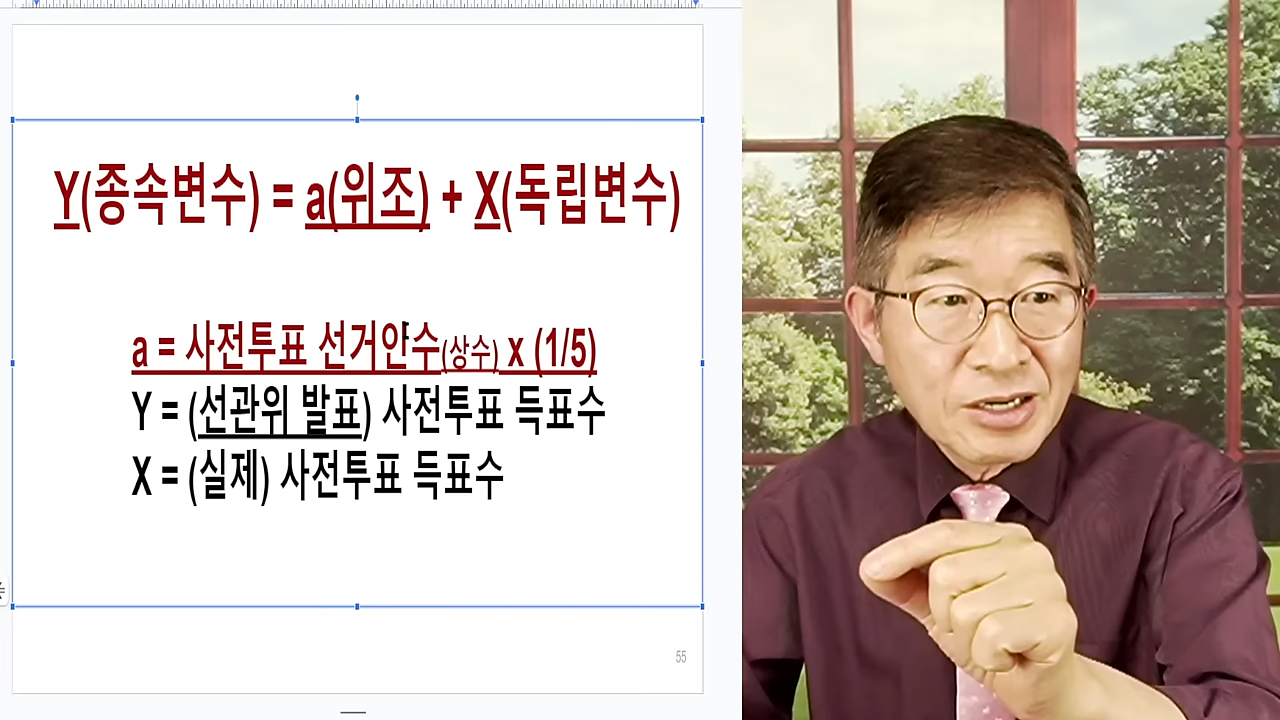 Y(종속변수) = a(위조) + X(독립변수)
a = 사전투표 선거인수(상수) x (1/5)
Y = (선관위 발표) 사전투표 득표수
X = (실제) 사전투표 득표수
55